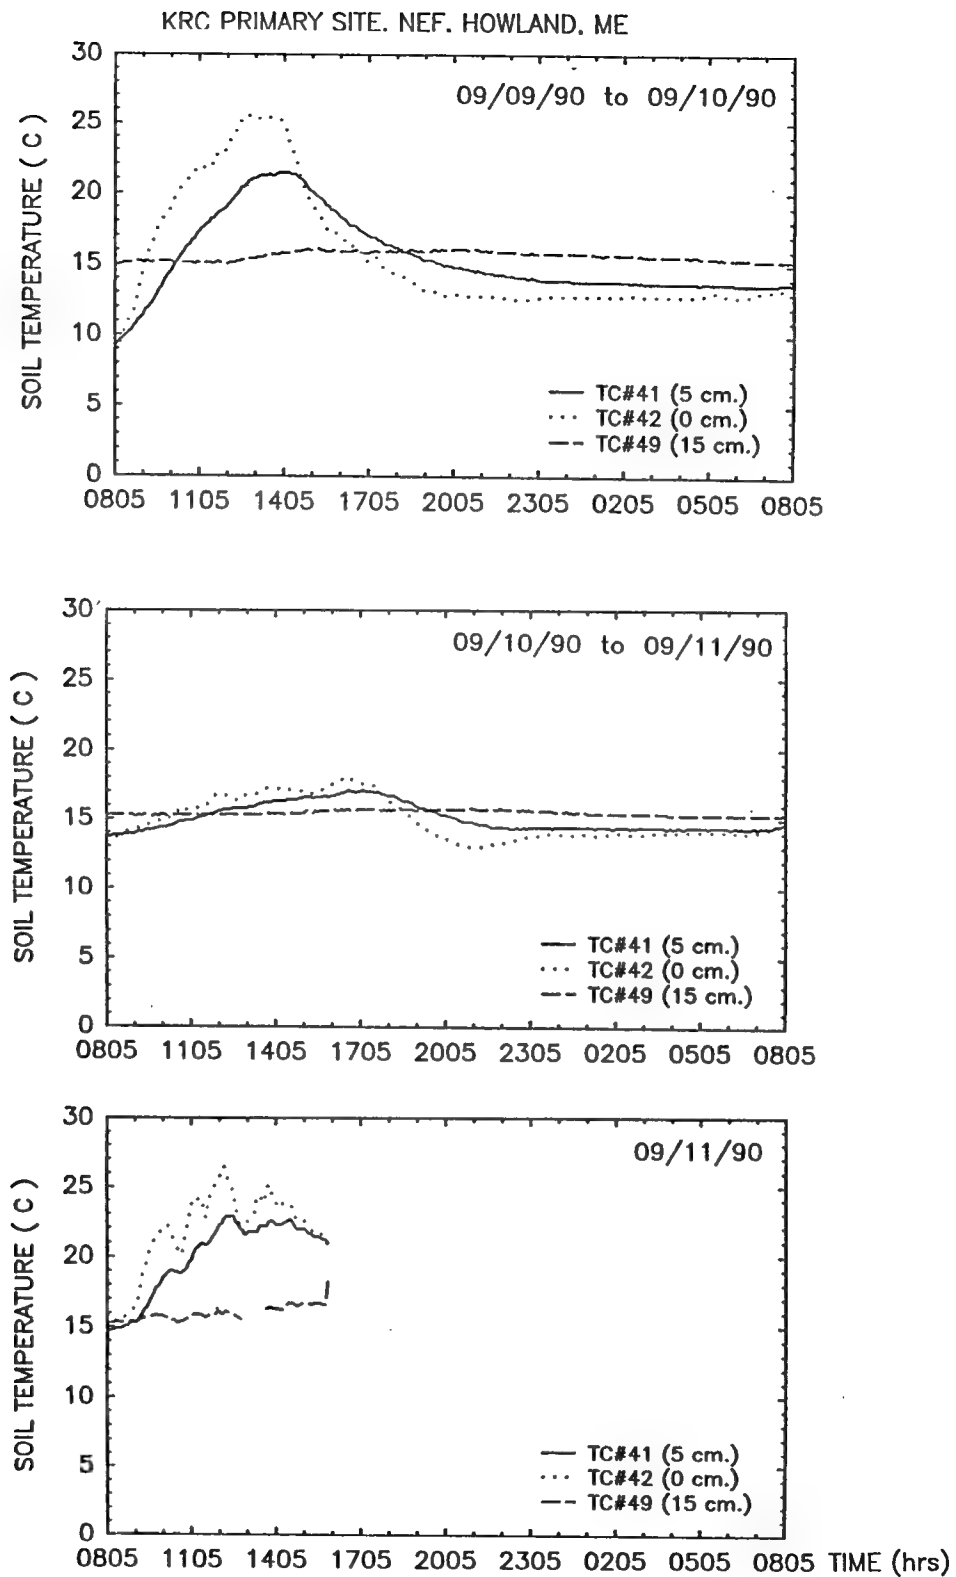 KRC PRIMARY SITE. NEF. HOWLAND. ME
09/09/90 to 09/10/90
SOIL TEMPERATURE ( C )
30
25
20
15
10
5
0
TC#41 (5 cm.)
TC#42 (0 cm.)
TC#49 (15 cm.)
0805 1105 1405 1705 2005 2305 0205 0505 0805
09/10/90 to 09/11/90
SOIL TEMPERATURE ( C )
30
25
20
15
10
5
0
TC#41 (5 cm.)
TC#42 (0 cm.)
TC#49 (15 cm.)
0805 1105 1405 1705 2005 2305 0205 0505 0805
09/11/90
SOIL TEMPERATURE ( C )
30
25
20
15
10
5
0
TC#41 (5 cm.)
TC#42 (0 cm.)
TC#49 (15 cm.)
0805 1105 1405 1705 2005 2305 0205 0505 0805 TIME (hrs)